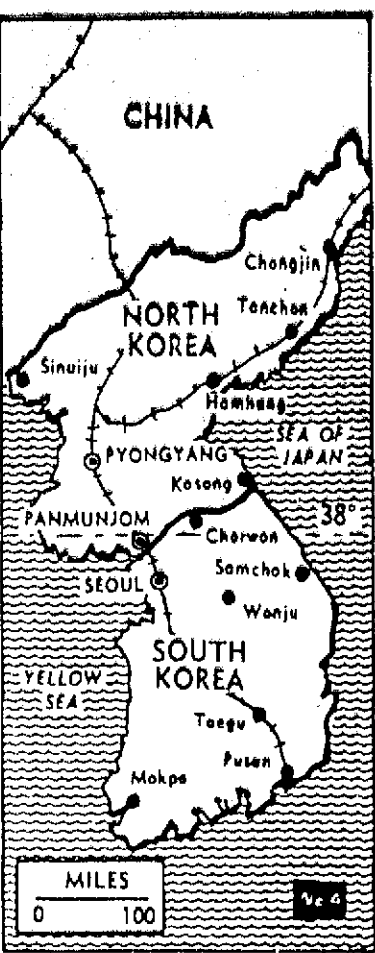 CHINA
Chongjin
Tanchon
NORTH
KOREA
Sinuiju
Hamhung
SEA OF
JAPAN
PYONGYANG
Kosong
PANMUNJOM
38°
Chorwon
Samchok
SEOUL
Wonju
SOUTH
KOREA
YELLOW
SEA
Taegu
Pusan
Mokpo
MILES
0 100